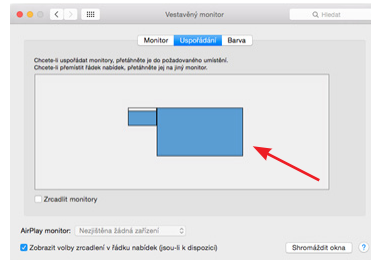 Vestavěný monitor
Hledat
Monitor Uspořádání Barva
Chcete-li uspořádat monitory, přetáhněte je do požadovaného umístění.
Chcete-li přemístit řádek nabídek, přetáhněte jej na jiný monitor.
Zrcadlit monitory
AirPlay monitor: Nezjištěna žádná zařízení
Zobrazit volby zrcadlení v řádku nabídek (jsou-li k dispozici) Shromáždit okna ?